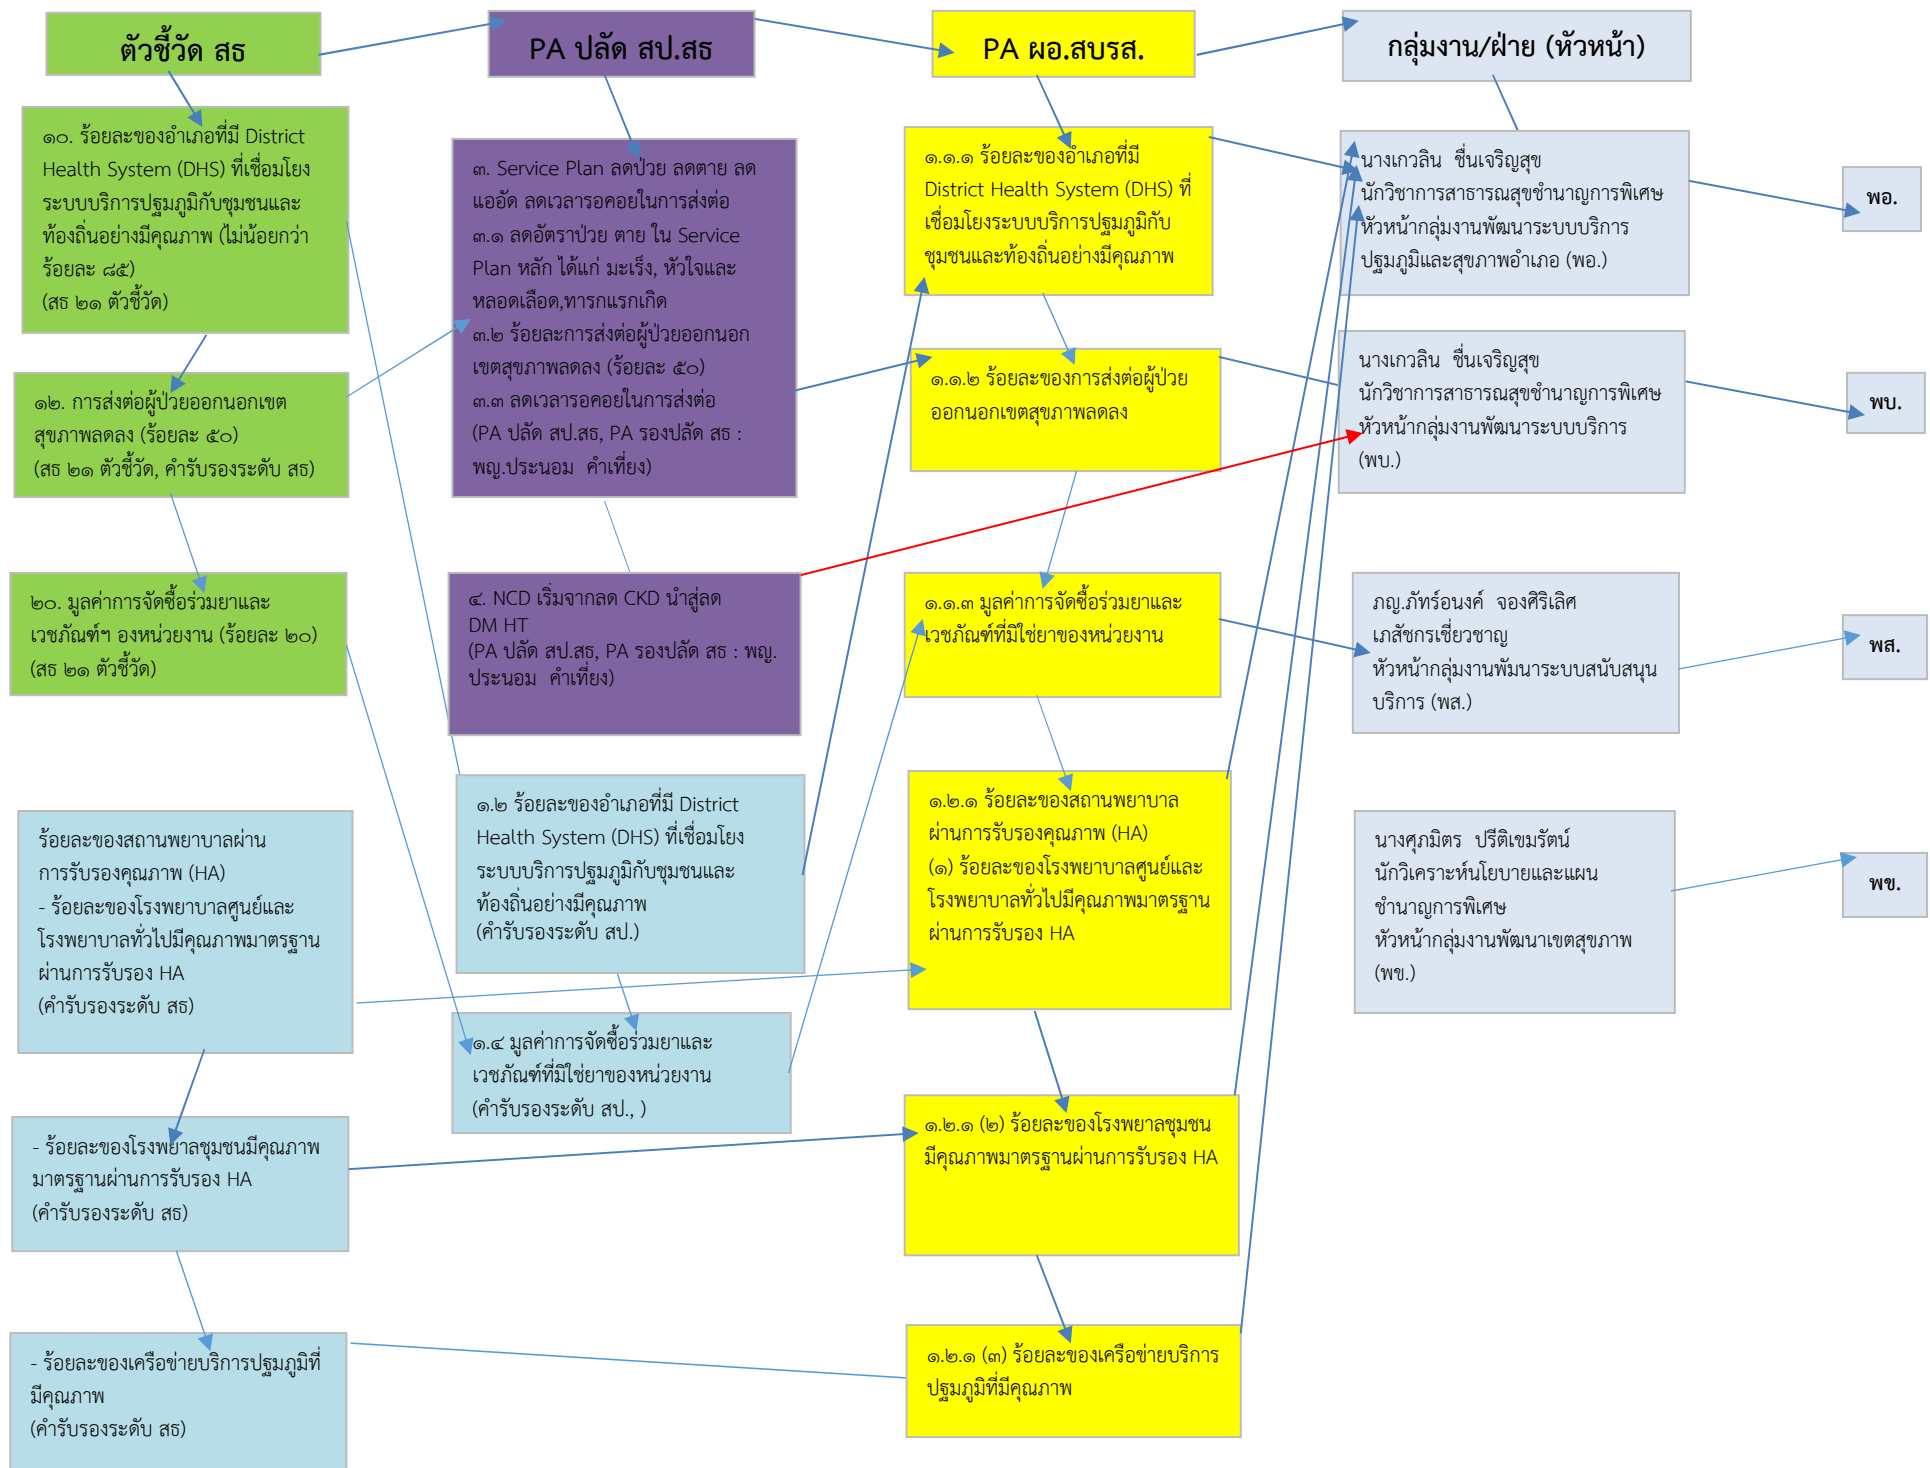 ตัวชี้วัด สธ
PA ปลัด สป.สธ
PA ผอ.สบรส.
กลุ่มงาน/ฝ่าย (หัวหน้า)
๑๐. ร้อยละของอำเภอที่มี District
Health System (DHS) ที่เชื่อมโยง
ระบบบริการปฐมภูมิกับชุมชนและ
ท้องถิ่นอย่างมีคุณภาพ (ไม่น้อยกว่า
ร้อยละ ๘๕)
(สธ ๒๑ ตัวชี้วัด)
๑๒. การส่งต่อผู้ป่วยออกนอกเขต
สุขภาพลดลง (ร้อยละ ๕๐)
(สธ ๒๑ ตัวชี้วัด, คำรับรองระดับ สธ)
๒๐. มูลค่าการจัดซื้อร่วมยาและ
เวชภัณฑ์ฯ องหน่วยงาน (ร้อยละ ๒๐)
(สธ ๒๑ ตัวชี้วัด)
ร้อยละของสถานพยาบาลผ่าน
การรับรองคุณภาพ (HA)
- ร้อยละของโรงพยาบาลศูนย์และ
โรงพยาบาลทั่วไปมีคุณภาพมาตรฐาน
ผ่านการรับรอง HA
(คำรับรองระดับ สธ)
- ร้อยละของโรงพยาลชุมชนมีคุณภาพ
มาตรฐานผ่านการรับรอง HA
(คำรับรองระดับ สธ)
- ร้อยละของเครือข่ายบริการปฐมภูมิที่
มีคุณภาพ
(คำรับรองระดับ สธ)
๓. Service Plan ลดป่วย ลดตาย ลด
แออัด ลดเวลารอคอยในการส่งต่อ
๓.๑ ลดอัตราป่วย ตาย ใน Service
Plan หลัก ได้แก่ มะเร็ง, หัวใจและ
หลอดเลือด,ทารกแรกเกิด
๓.๒ ร้อยละการส่งต่อผู้ป่วยออกนอก
เขตสุขภาพลดลง (ร้อยละ ๕๐)
๓.๓ ลดเวลารอคอยในการส่งต่อ
(PA ปลัด สป.สธ, PA รองปลัด สธ :
พญ.ประนอม คำเที่ยง)
๔. NCD เริ่มจากลด CKD นำสู่ลด
DM HT
(PA ปลัด สป.สธ, PA รองปลัด สธ : พญ.
ประนอม คำเที่ยง)
๑.๒ ร้อยละของอำเภอที่มี District
Health System (DHS) ที่เชื่อมโยง
ระบบบริการปฐมภูมิกับชุมชนและ
ท้องถิ่นอย่างมีคุณภาพ
(คำรับรองระดับ สป.)
๑.๔ มูลค่าการจัดซื้อร่วมยาและ
เวชภัณฑ์ที่มิใช่ยาของหน่วยงาน
(คำรับรองระดับ สป., )
๑.๑.๑ ร้อยละของอำเภอที่มี
District Health System (DHS) ที่
เชื่อมโยงระบบบริการปฐมภูมิกับ
ชุมชนและท้องถิ่นอย่างมีคุณภาพ
๑.๑.๒ ร้อยละของการส่งต่อผู้ป่วย
ออกนอกเขตสุขภาพลดลง
๑.๑.๓ มูลค่าการจัดซื้อร่วมยาและ
เวชภัณฑ์ที่มิใช่ยาของหน่วยงาน
๑.๒.๑ ร้อยละของสถานพยาบาล
ผ่านการรับรองคุณภาพ (HA)
(๑) ร้อยละของโรงพยาบาลศูนย์และ
โรงพยาบาลทั่วไปมีคุณภาพมาตรฐาน
ผ่านการรับรอง HA
๑.๒.๑ (๒) ร้อยละของโรงพยาลชุมชน
มีคุณภาพมาตรฐานผ่านการรับรอง HA
๑.๒.๑ (๓) ร้อยละของเครือข่ายบริการ
ปฐมภูมิที่มีคุณภาพ
นางเกวลิน ชื่นเจริญสุข
นักวิชาการสาธารณสุขชำนาญการพิเศษ
หัวหน้ากลุ่มงานพัฒนาระบบบริการ
ปฐมภูมิและสุขภาพอำเภอ (พอ.)
นางเกวลิน ชื่นเจริญสุข
นักวิชาการสาธารณสุขชำนาญการพิเศษ
หัวหน้ากลุ่มงานพัฒนาระบบบริการ
(พบ.)
ภญ.ภัทร์อนงค์ จองศิริเลิศ
เภสัชกรเชี่ยวชาญ
หัวหน้ากลุ่มงานพัมนาระบบสนับสนุน
บริการ (พส.)
นางศุภมิตร ปรีติเขมรัตน์
นักวิเคราะห์นโยบายและแผน
ชำนาญการพิเศษ
หัวหน้ากลุ่มงานพัฒนาเขตสุขภาพ
(พข.)
พอ.
พบ.
พส.
พข.